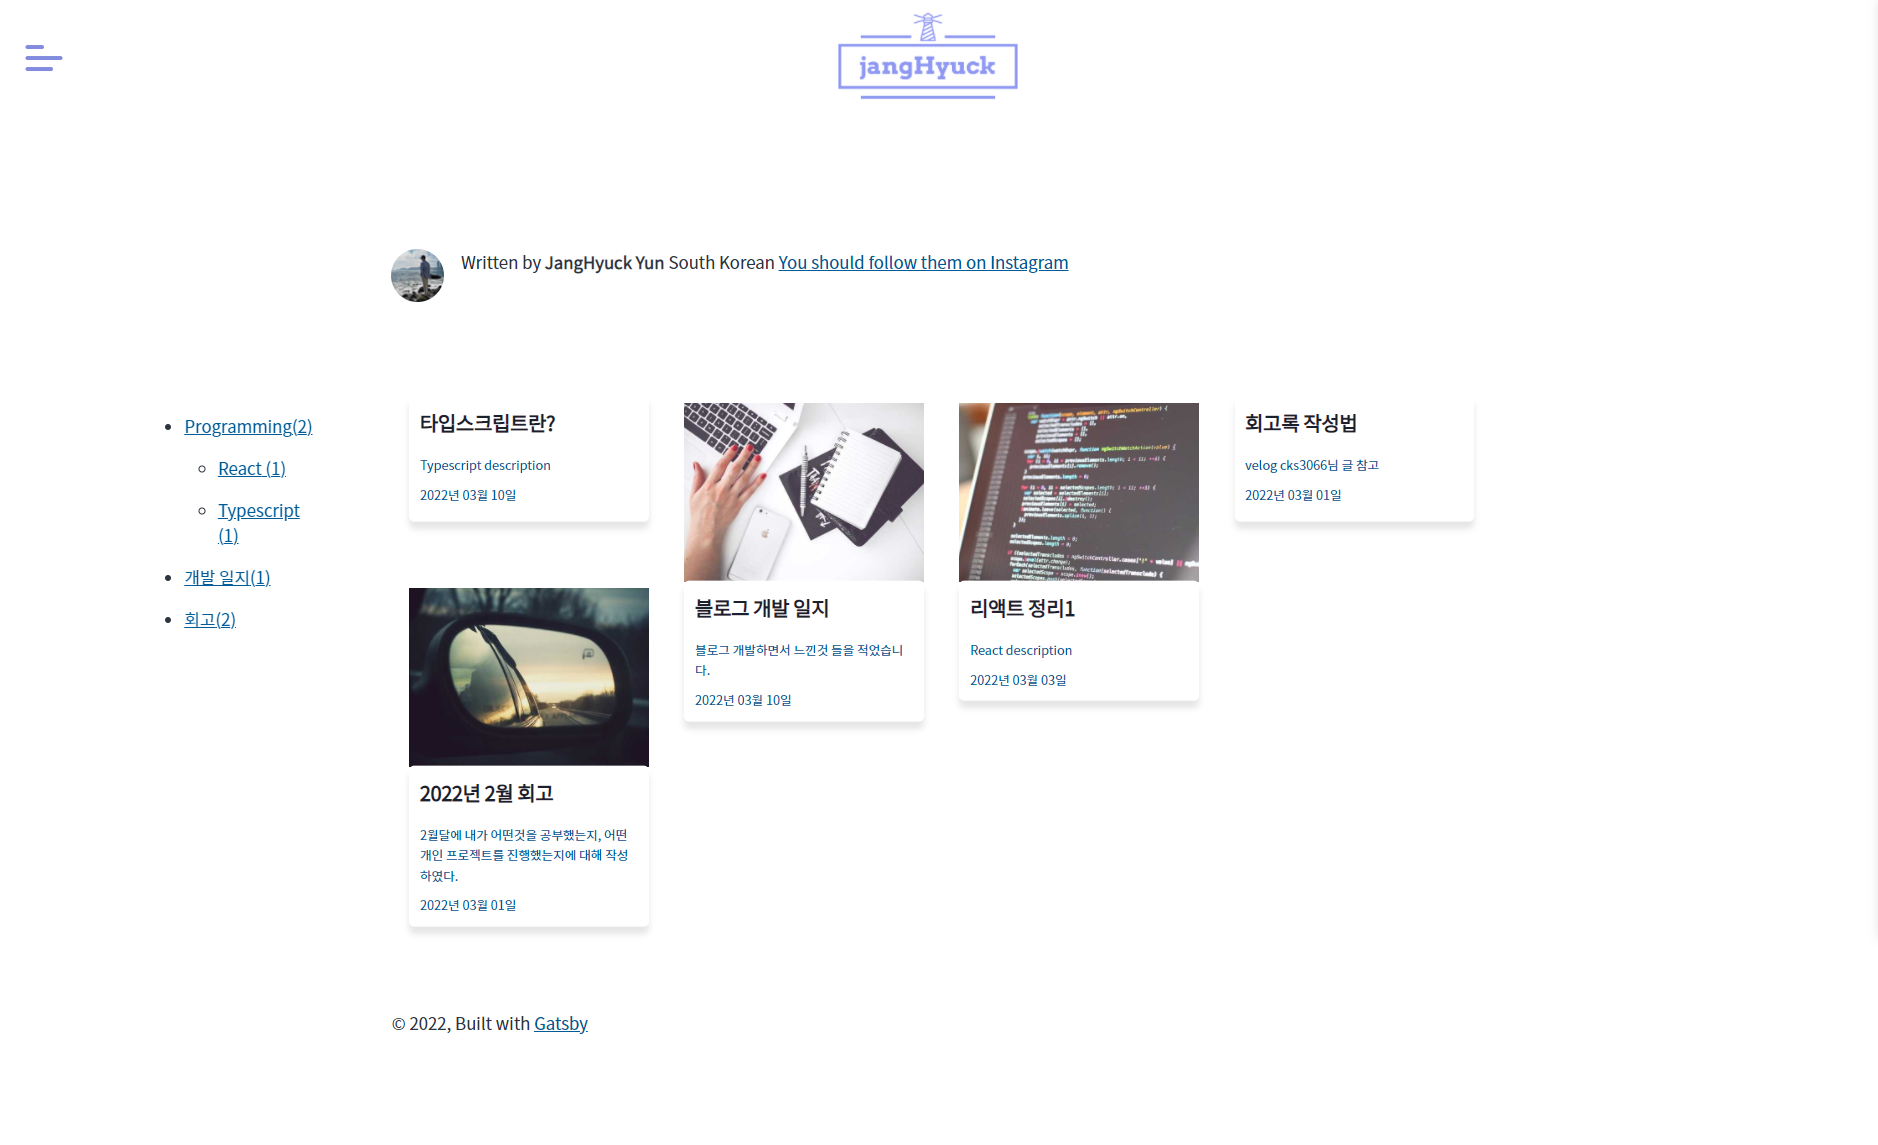 jangHyuck
Written by JangHyuck Yun South Korean You should follow them on Instagram
Programming(2)
React (1)
Typescript
(1)
개발 일지(1)
회고(2)
타입스크립트란?
Typescript description
2022년 03월 10일
블로그 개발 일지
블로그 개발하면서 느낀것 들을 적었습니
다.
2022년 03월 10일
리액트 정리1
React description
2022년 03월 03일
회고록 작성법
velog cks3066님 글 참고
2022년 03월 01일
2022년 2월 회고
2월달에 내가 어떤것을 공부했는지, 어떤
개인 프로젝트를 진행했는지에 대해 작성
하였다.
2022년 03월 01일
© 2022, Built with Gatsby